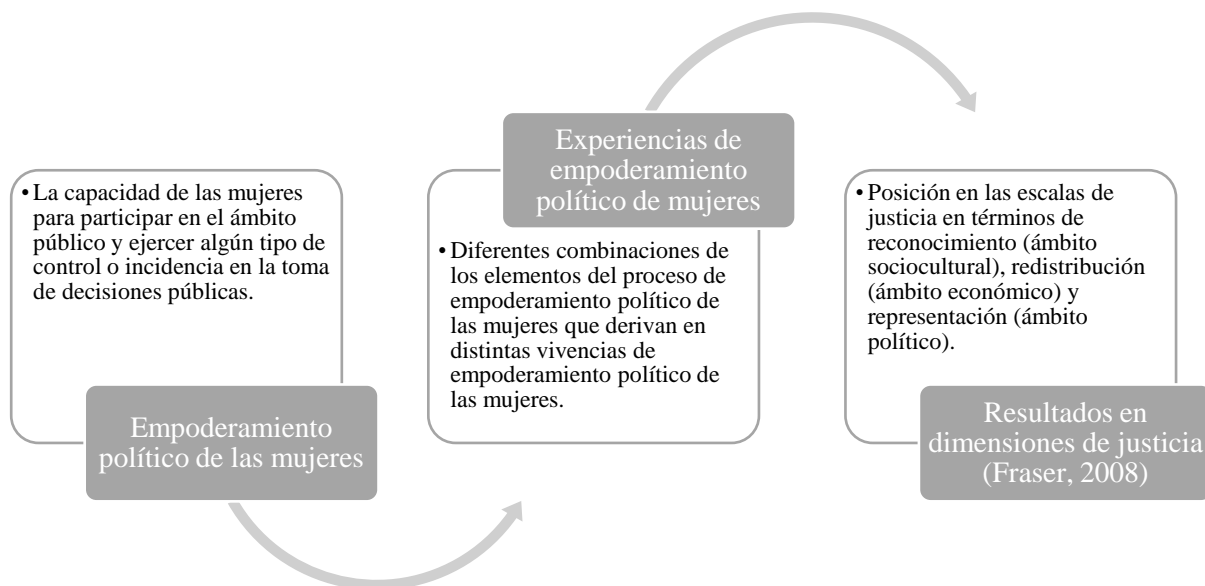 • La capacidad de las mujeres
para participar en el ámbito
público y ejercer algún tipo de
control o incidencia en la toma
de decisiones públicas.
Empoderamiento
político de las mujeres
Experiencias de
empoderamiento
político de mujeres
• Diferentes combinaciones de
los elementos del proceso de
empoderamiento político de
las mujeres que derivan en
distintas vivencias de
empoderamiento político de
las mujeres.
• Posición en las escalas de
justicia en términos de
reconocimiento (ámbito
sociocultural), redistribución
(ámbito económico) y
representación (ámbito
político).
Resultados en
dimensiones de justicia
(Fraser, 2008)